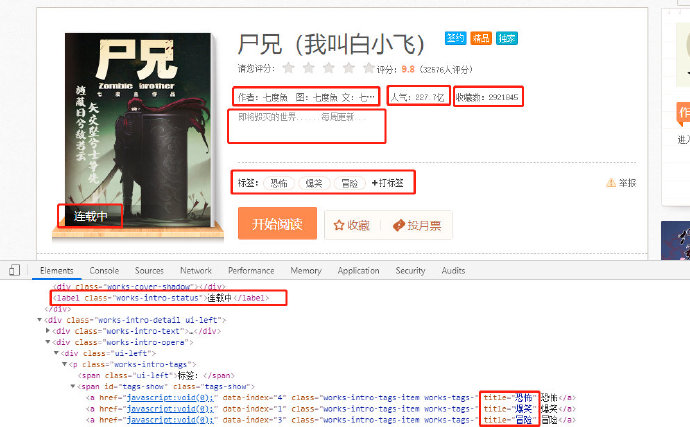 尸兄（我叫白小飞） 签约 精品 独家
请您评分： 评分：9.8（32576人评分）
作者：七度魚 图：七度魚 文：七…
人气：227.7亿
收藏数：2921845
即将毁灭的世界……每周更新...
标签： 恐怖 爆笑 冒险 +打标签
举报
开始阅读 收藏 投月票
尸兄
Zombie brother
七度魚作品
连载中
Elements Console Sources Network Performance Memory Application Security Audits
<div class="works-cover-shadow"></div>
<label class="works-intro-status">连载中</label>
</div>
▼<div class="works-intro-detail ui-left">
▶<div class="works-intro-text">…</div>
▼<div class="works-intro-opera">
▼<div class="ui-left">
▼<p class="works-intro-tags">
<span class="ui-left">标签：</span>
▼<span id="tags-show" class="tags-show">
<a href="javascript:void(0);" data-index="4" class="works-intro-tags-item works-tags-" title="恐怖">恐怖</a>
<a href="javascript:void(0);" data-index="1" class="works-intro-tags-item works-tags-" title="爆笑">爆笑</a>
<a href="javascript:void(0);" data-index="3" class="works-intro-tags-item works-tags-" title="冒险">冒险</a>